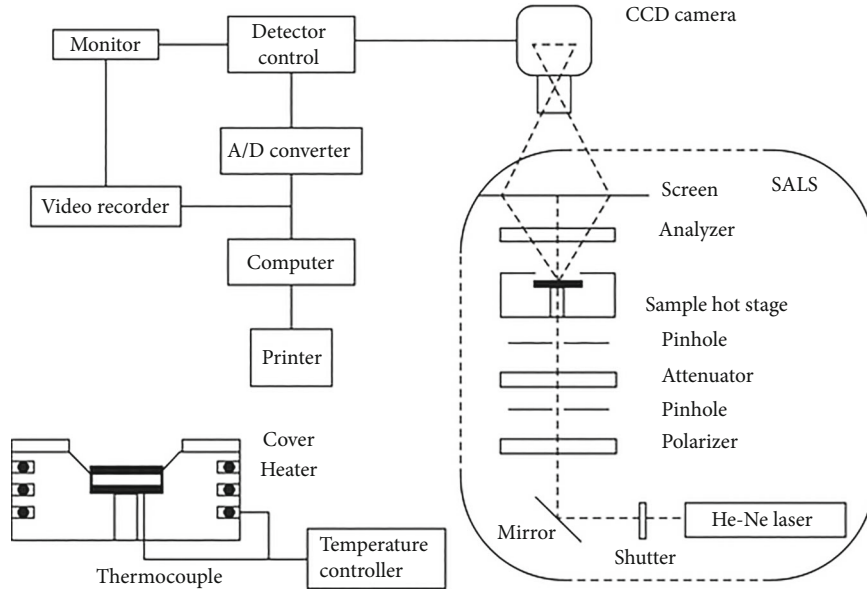 CCD camera
Detector
control
Monitor
A/D converter
Video recorder
Computer
Printer
SALS
Screen
Analyzer
Sample hot stage
Pinhole
Attenuator
Pinhole
Polarizer
He-Ne laser
Mirror
Shutter
Cover
Heater
Temperature
controller
Thermocouple